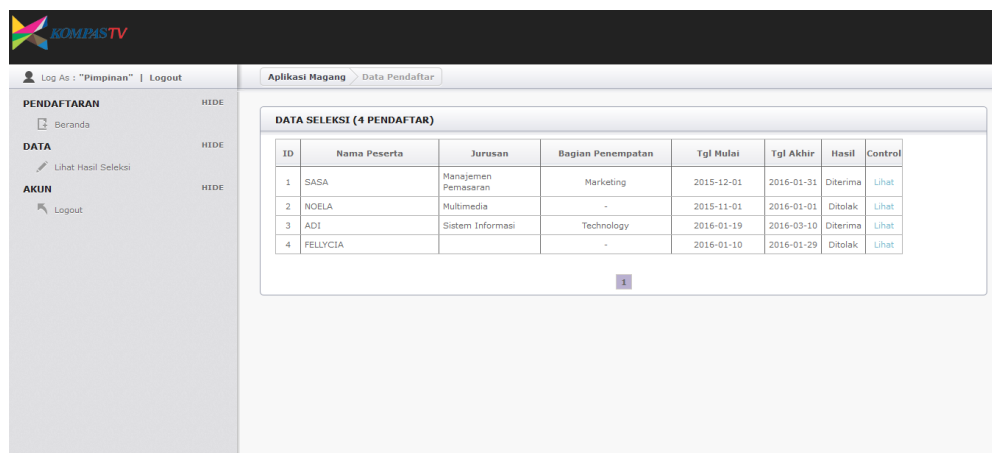 KOMPASTV
Log As : "Pimpinan" | Logout
Aplikasi Magang Data Pendaftar
PENDAFTARAN HIDE
Beranda
DATA HIDE
Lihat Hasil Seleksi
AKUN HIDE
Logout
DATA SELEKSI (4 PENDAFTAR)
ID Nama Peserta Jurusan Bagian Penempatan Tgl Mulai Tgl Akhir Hasil Control
1 SASA Manajemen Pemasaran Marketing 2015-12-01 2016-01-31 Diterima Lihat
2 NOELA Multimedia - 2015-11-01 2016-01-01 Ditolak Lihat
3 ADI Sistem Informasi Technology 2016-01-19 2016-03-10 Diterima Lihat
4 FELLYCIA - 2016-01-10 2016-01-29 Ditolak Lihat
1